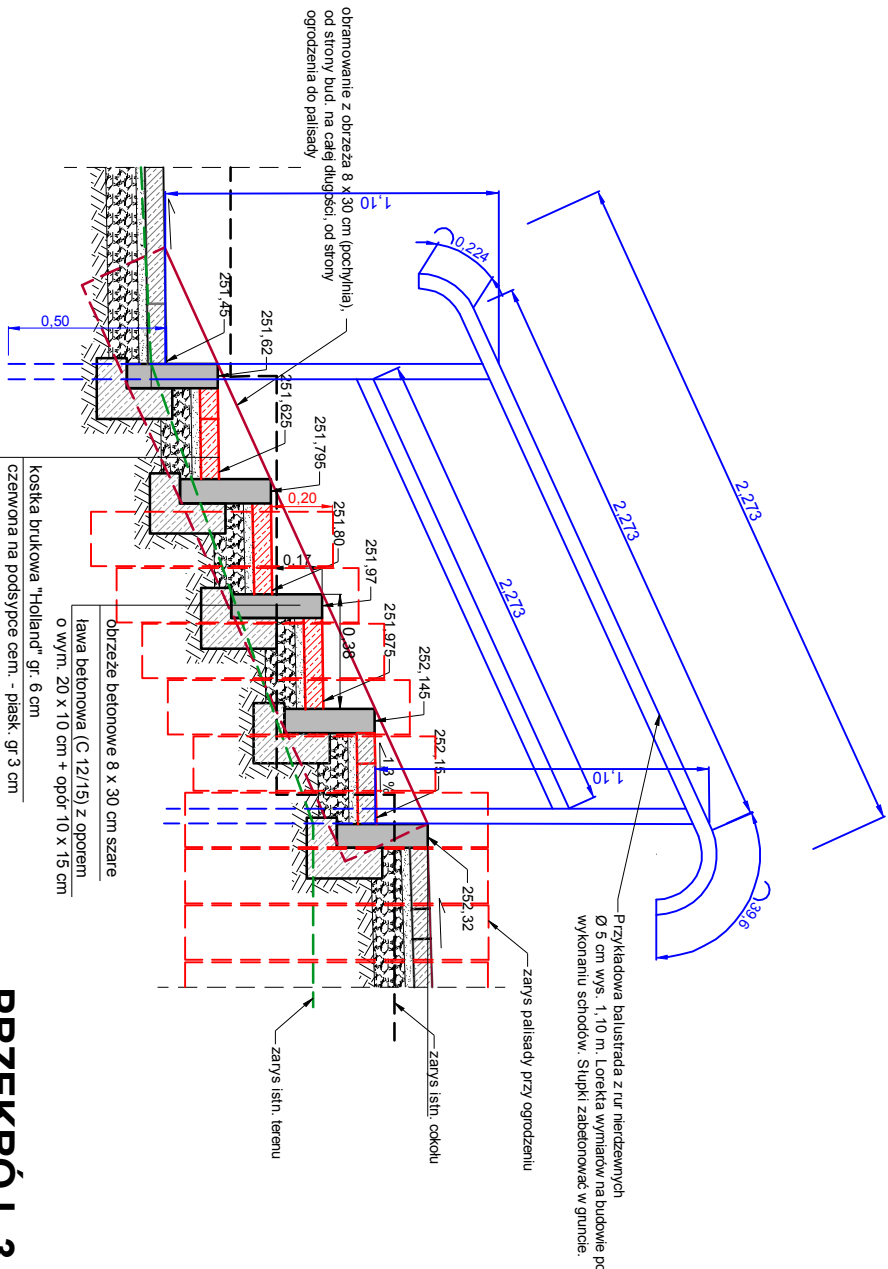 obramowanie z obrzeża 8 x 30 cm (pochylnia),
od strony bud. na całej długości, od strony
ogrodzenia do palisady
1,10
0,224
2,273
2,273
2,273
1,10
39,6
0,50
251,45
251,62
251,625
251,795
0,20
251,80
0,17
251,97
0,38
251,975
252,145
252,15
1,3 %
252,32
Przykładowa balustrada z rur nierdzewnych
Ø 5 cm wys. 1,10 m. Lorekta wymiarów na budowie po
wykonaniu schodów. Słupki zabetonować w gruncie.
zarys palisady przy ogrodzeniu
zarys istn. cokołu
zarys istn. terenu
obrzeże betonowe 8 x 30 cm szare
ława betonowa (C 12/15) z oporem
o wym. 20 x 10 cm + opór 10 x 15 cm
kostka brukowa "Holland" gr. 6 cm
czerwona na podsypce cem. - piask. gr 3 cm
PRZEKRÓJ 3